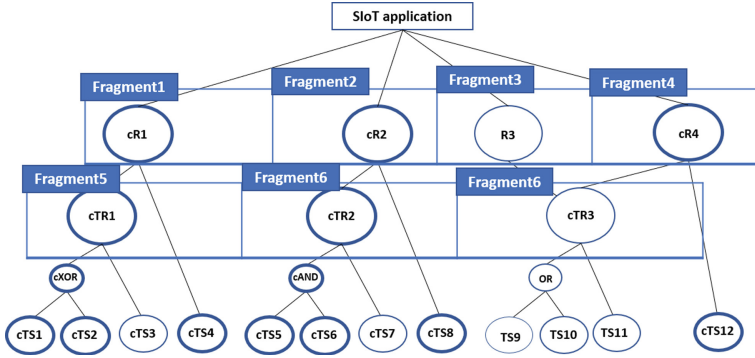 SIoT application
Fragment1
Fragment2
Fragment3
Fragment4
cR1
cR2
R3
cR4
Fragment5
Fragment6
Fragment6
cTR1
cTR2
cTR3
cXOR
cAND
OR
cTS1
cTS2
cTS3
cTS4
cTS5
cTS6
cTS7
cTS8
TS9
TS10
TS11
cTS12